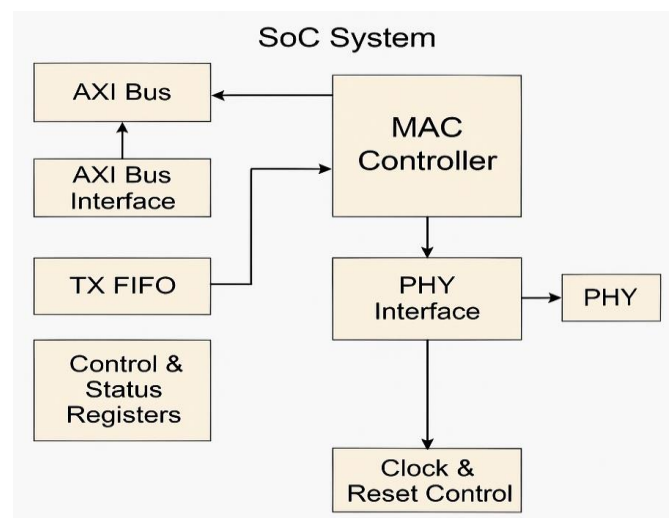 SoC System
AXI Bus
MAC
Controller
AXI Bus
Interface
TX FIFO
PHY
Interface
PHY
Control &
Status
Registers
Clock &
Reset Control